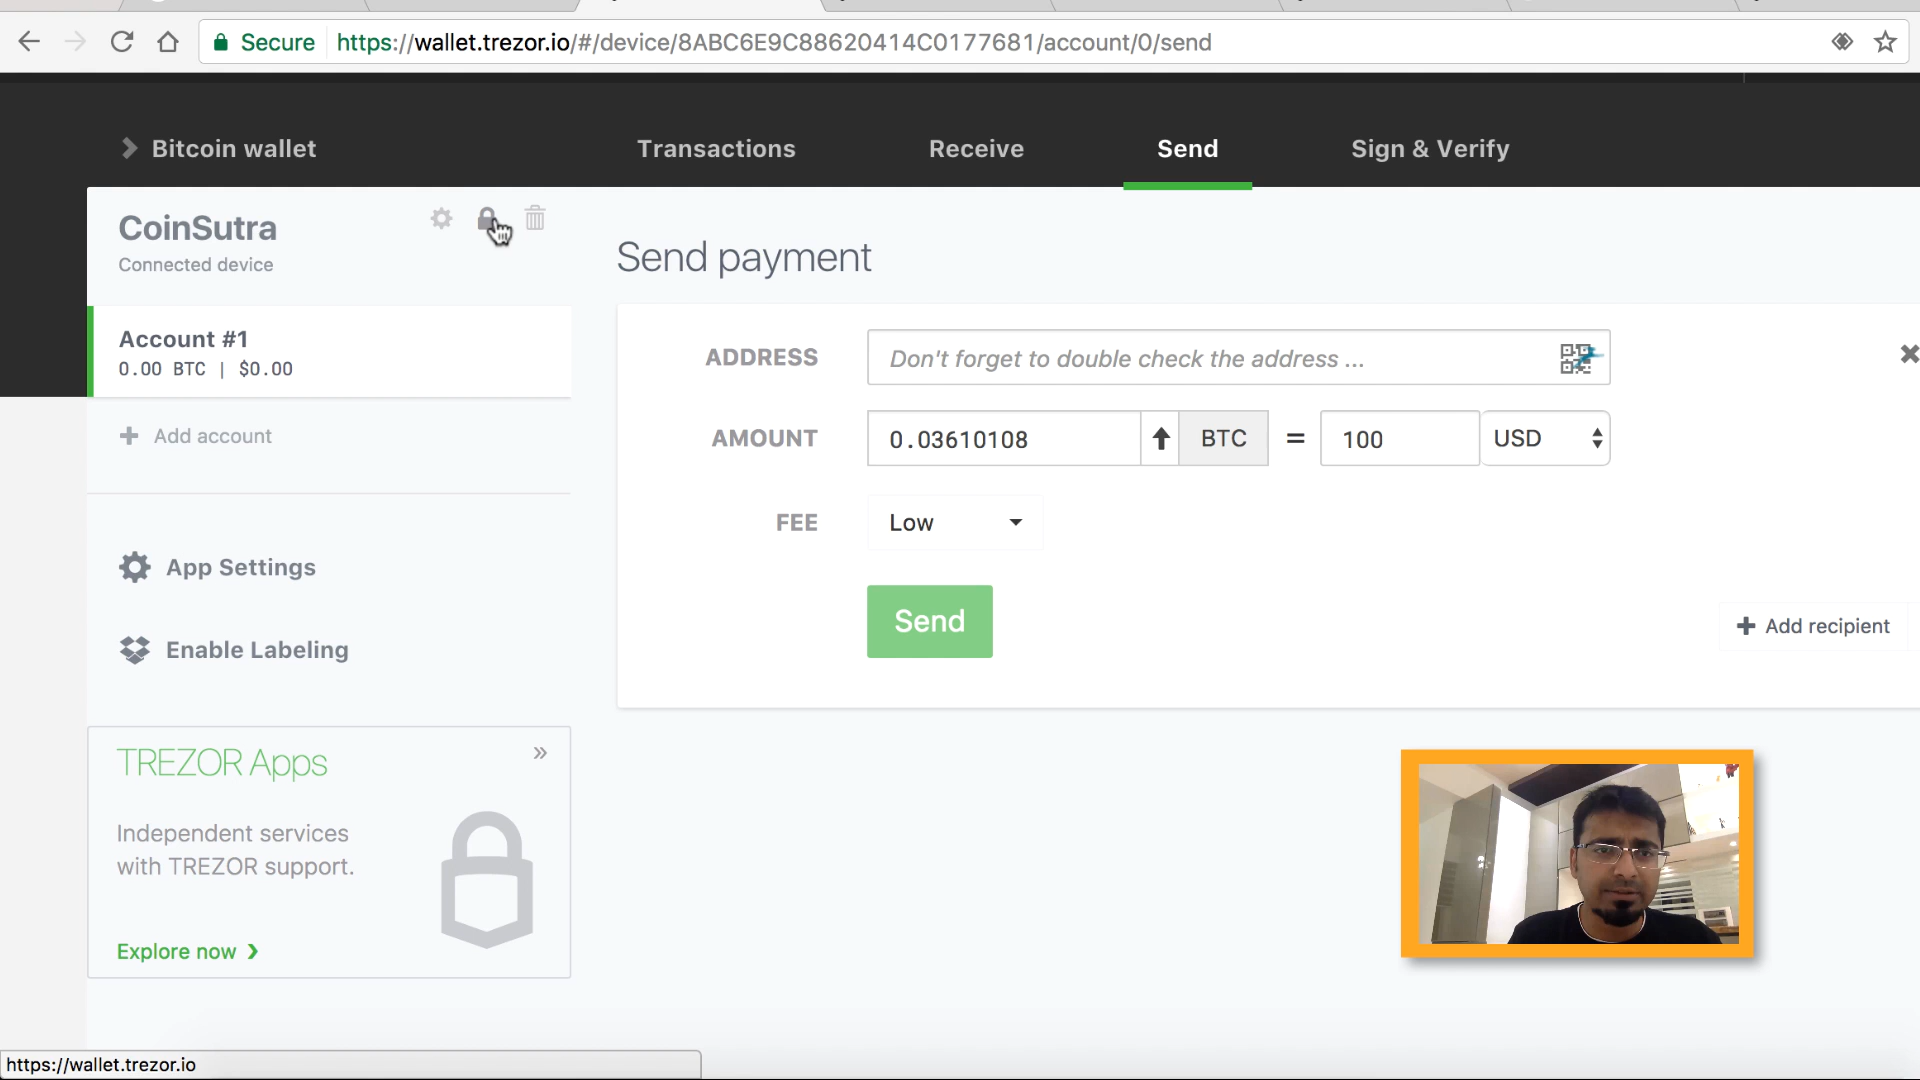 Secure
https://wallet.trezor.io/#/device/8ABC6E9C88620414C0177681/account/0/send
Bitcoin wallet
Transactions
Receive
Send
Sign & Verify
CoinSutra
Connected device
Account #1
0.00 BTC | $0.00
Add account
App Settings
Enable Labeling
TREZOR Apps
»
Independent services
with TREZOR support.
Explore now
Send payment
ADDRESS
Don't forget to double check the address ...
AMOUNT
0.03610108
BTC
=
100
USD
FEE
Low
Send
Add recipient
https://wallet.trezor.io